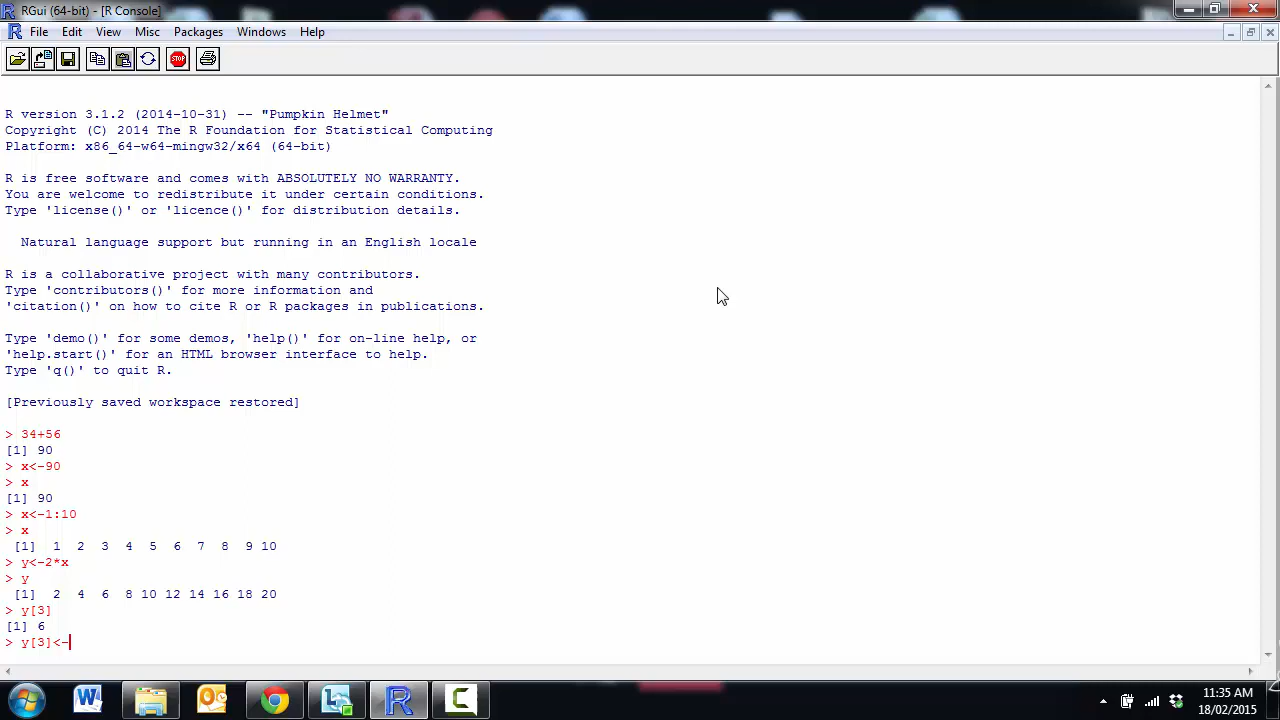 RGui (64-bit) - [R Console]
File Edit View Misc Packages Windows Help
STOP
R version 3.1.2 (2014-10-31) -- "Pumpkin Helmet"
Copyright (C) 2014 The R Foundation for Statistical Computing
Platform: x86_64-w64-mingw32/x64 (64-bit)
R is free software and comes with ABSOLUTELY NO WARRANTY.
You are welcome to redistribute it under certain conditions.
Type 'license()' or 'licence()' for distribution details.
Natural language support but running in an English locale
R is a collaborative project with many contributors.
Type 'contributors()' for more information and
'citation()' on how to cite R or R packages in publications.
Type 'demo()' for some demos, 'help()' for on-line help, or
'help.start()' for an HTML browser interface to help.
Type 'q()' to quit R.
[Previously saved workspace restored]
> 34+56
[1] 90
> x<-90
> x
[1] 90
> x<-1:10
> x
[1] 1 2 3 4 5 6 7 8 9 10
> y<-2*x
> y
[1] 2 4 6 8 10 12 14 16 18 20
> y[3]
[1] 6
> y[3]<-
11:35 AM
18/02/2015